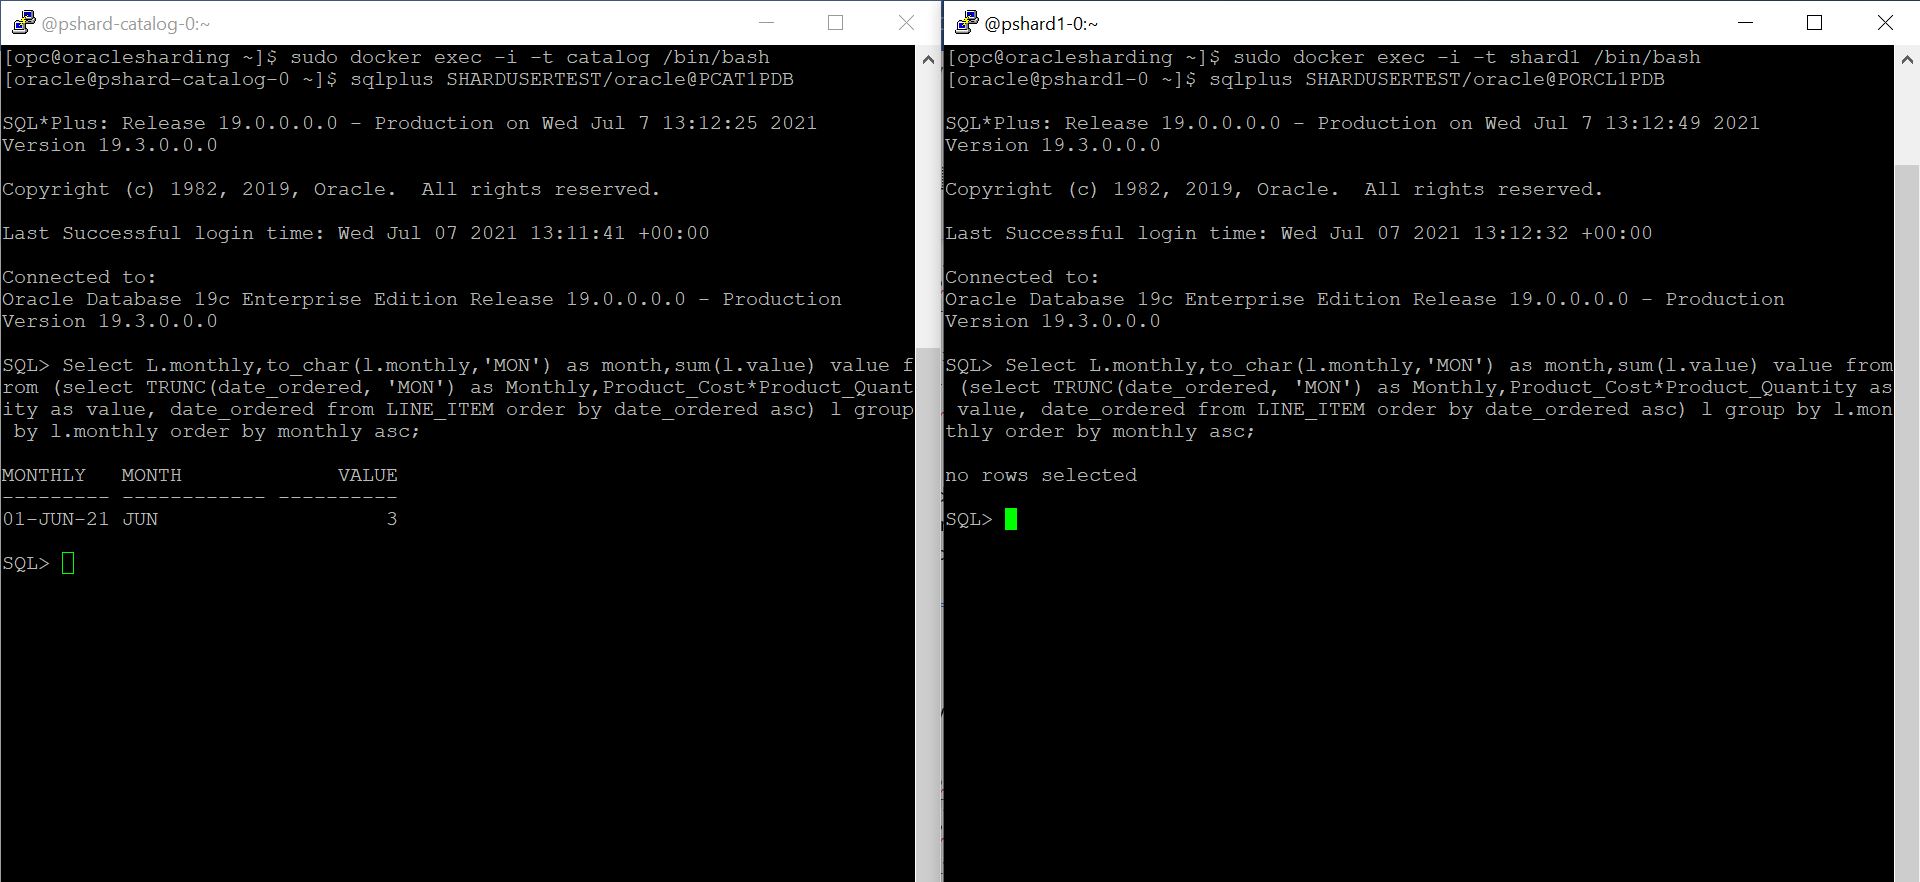 @pshard-catalog-0:~
[opc@oraclesharding ~]$ sudo docker exec -i -t catalog /bin/bash
[oracle@pshard-catalog-0 ~]$ sqlplus SHARDUSERTEST/oracle@PCAT1PDB
SQL*Plus: Release 19.0.0.0.0 - Production on Wed Jul 7 13:12:25 2021
Version 19.3.0.0.0
Copyright (c) 1982, 2019, Oracle.  All rights reserved.
Last Successful login time: Wed Jul 07 2021 13:11:41 +00:00
Connected to:
Oracle Database 19c Enterprise Edition Release 19.0.0.0.0 - Production
Version 19.3.0.0.0
SQL> Select L.monthly,to_char(l.monthly,'MON') as month,sum(l.value) value f
rom (select TRUNC(date_ordered, 'MON') as Monthly,Product_Cost*Product_Quant
ity as value, date_ordered from LINE_ITEM order by date_ordered asc) l group
 by l.monthly order by monthly asc;
MONTHLY   MONTH             VALUE
--------- ------------ ----------
01-JUN-21 JUN                   3
SQL>
@pshard1-0:~
[opc@oraclesharding ~]$ sudo docker exec -i -t shard1 /bin/bash
[oracle@pshard1-0 ~]$ sqlplus SHARDUSERTEST/oracle@PORCL1PDB
SQL*Plus: Release 19.0.0.0.0 - Production on Wed Jul 7 13:12:49 2021
Version 19.3.0.0.0
Copyright (c) 1982, 2019, Oracle.  All rights reserved.
Last Successful login time: Wed Jul 07 2021 13:12:32 +00:00
Connected to:
Oracle Database 19c Enterprise Edition Release 19.0.0.0.0 - Production
Version 19.3.0.0.0
SQL> Select L.monthly,to_char(l.monthly,'MON') as month,sum(l.value) value from
 (select TRUNC(date_ordered, 'MON') as Monthly,Product_Cost*Product_Quantity as
 value, date_ordered from LINE_ITEM order by date_ordered asc) l group by l.mon
thly order by monthly asc;
no rows selected
SQL>